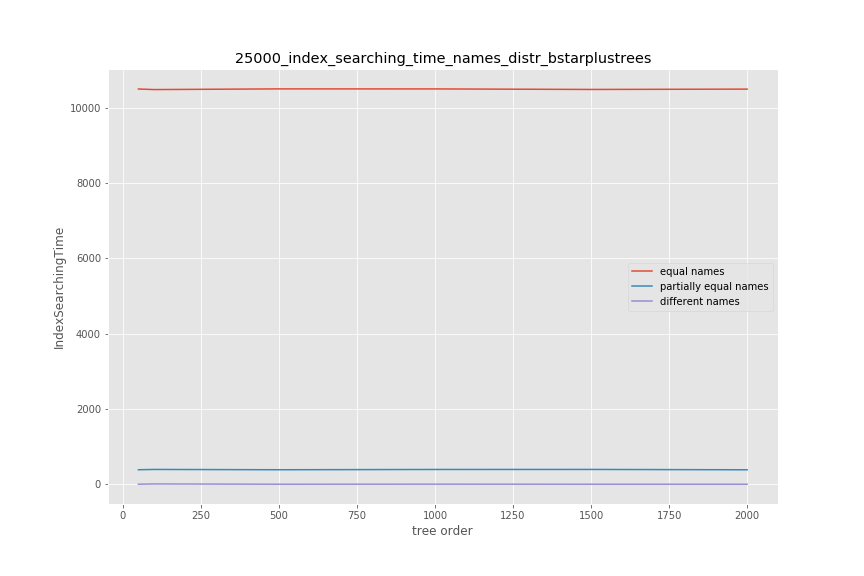 25000_index_searching_time_names_distr_bstarplustrees
10000
8000
6000
4000
2000
0
IndexSearchingTime
equal names
partially equal names
different names
0 250 500 750 1000 1250 1500 1750 2000
tree order